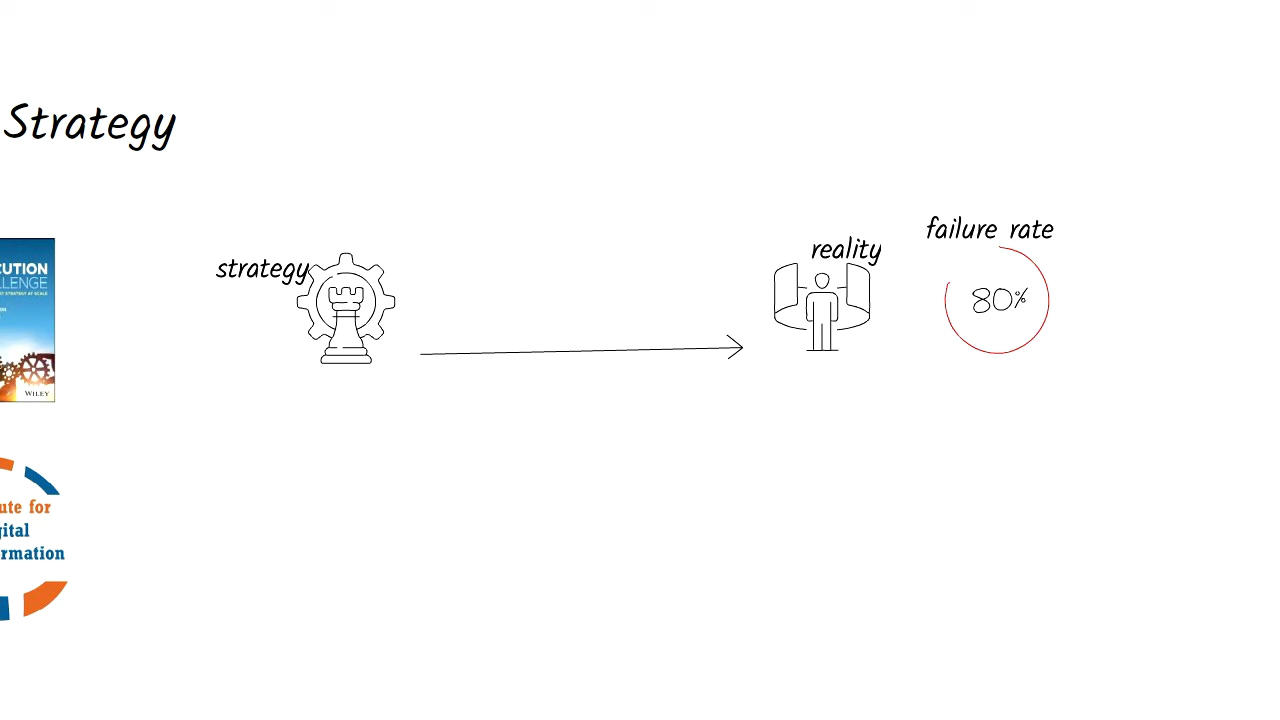 Strategy
failure rate
reality
strategy
80%
CUTION
LLENGE
WILEY
ute for
gital
rmation